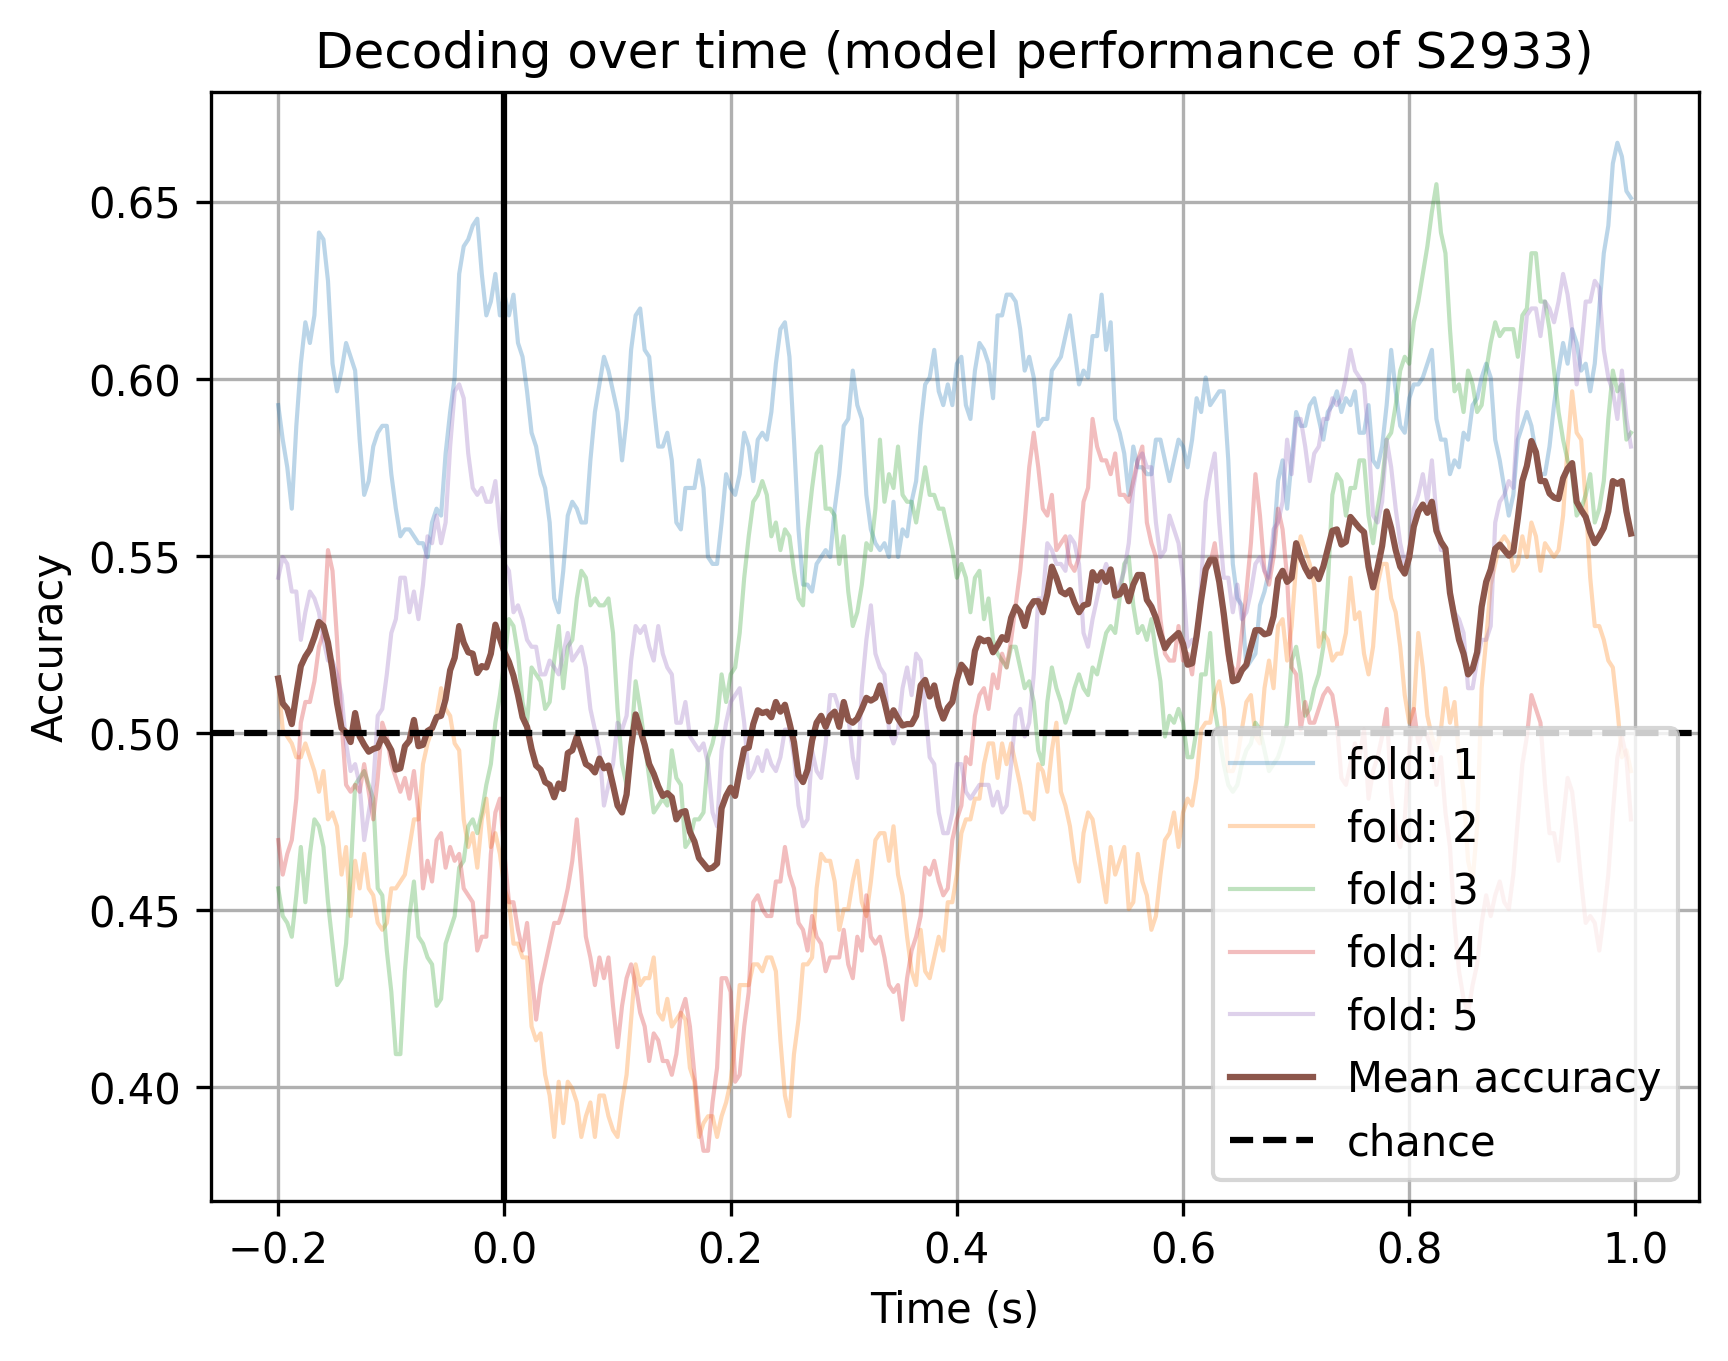 Decoding over time (model performance of S2933)
Accuracy
0.65
0.60
0.55
0.50
0.45
0.40
fold: 1
fold: 2
fold: 3
fold: 4
fold: 5
Mean accuracy
chance
−0.2 0.0 0.2 0.4 0.6 0.8 1.0
Time (s)